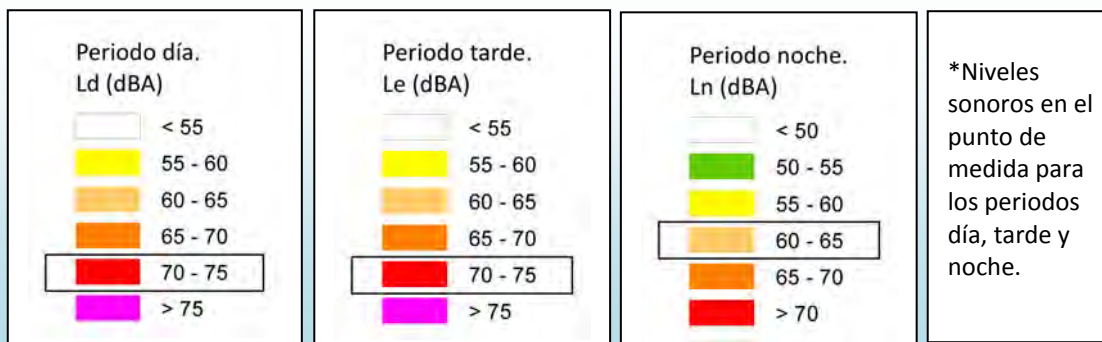 Periodo día.
Ld (dBA)
< 55
55 - 60
60 - 65
65 - 70
70 - 75
> 75
Periodo tarde.
Le (dBA)
< 55
55 - 60
60 - 65
65 - 70
70 - 75
> 75
Periodo noche.
Ln (dBA)
< 50
50 - 55
55 - 60
60 - 65
65 - 70
> 70
*Niveles
sonoros en el
punto de
medida para
los periodos
día, tarde y
noche.